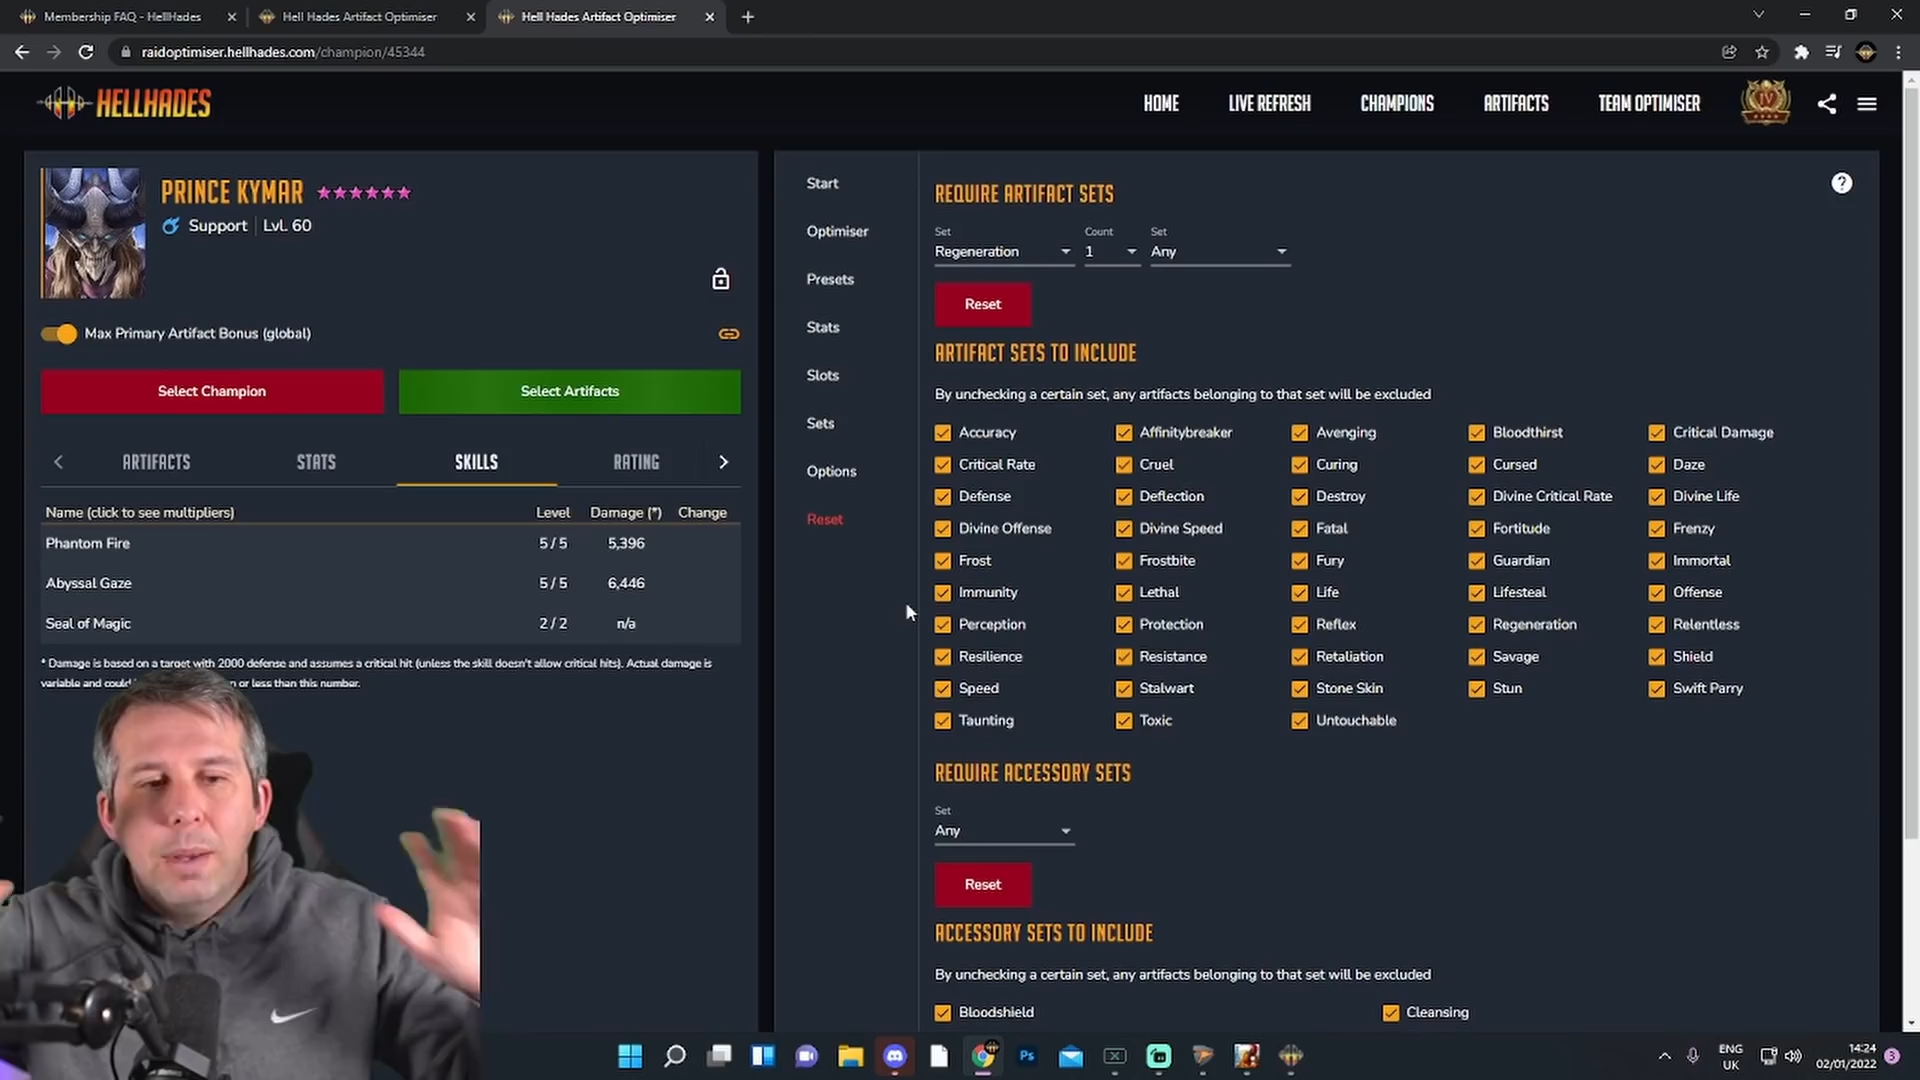 Membership FAQ - HellHades
Hell Hades Artifact Optimiser
Hell Hades Artifact Optimiser
raidoptimiser.hellhades.com/champion/45344
HELLHADES
HOME
LIVE REFRESH
CHAMPIONS
ARTIFACTS
TEAM OPTIMISER
IV
PRINCE KYMAR
Support
Lvl. 60
Max Primary Artifact Bonus (global)
Select Champion
Select Artifacts
ARTIFACTS
STATS
SKILLS
RATING
Name (click to see multipliers) Level Damage (*) Change
Phantom Fire 5 / 5 5,396
Abyssal Gaze 5 / 5 6,446
Seal of Magic 2 / 2 n/a
* Damage is based on a target with 2000 defense and assumes a critical hit (unless the skill doesn't allow critical hits). Actual damage is
variable and could n or less than this number.
Start
Optimiser
Presets
Stats
Slots
Sets
Options
Reset
REQUIRE ARTIFACT SETS
?
Set Count Set
Regeneration 1 Any
Reset
ARTIFACT SETS TO INCLUDE
By unchecking a certain set, any artifacts belonging to that set will be excluded
Accuracy Affinitybreaker Avenging Bloodthirst Critical Damage
Critical Rate Cruel Curing Cursed Daze
Defense Deflection Destroy Divine Critical Rate Divine Life
Divine Offense Divine Speed Fatal Fortitude Frenzy
Frost Frostbite Fury Guardian Immortal
Immunity Lethal Life Lifesteal Offense
Perception Protection Reflex Regeneration Relentless
Resilience Resistance Retaliation Savage Shield
Speed Stalwart Stone Skin Stun Swift Parry
Taunting Toxic Untouchable
REQUIRE ACCESSORY SETS
Set
Any
Reset
ACCESSORY SETS TO INCLUDE
By unchecking a certain set, any artifacts belonging to that set will be excluded
Bloodshield Cleansing
Ps
ENG
UK
14:24
02/01/2022
3